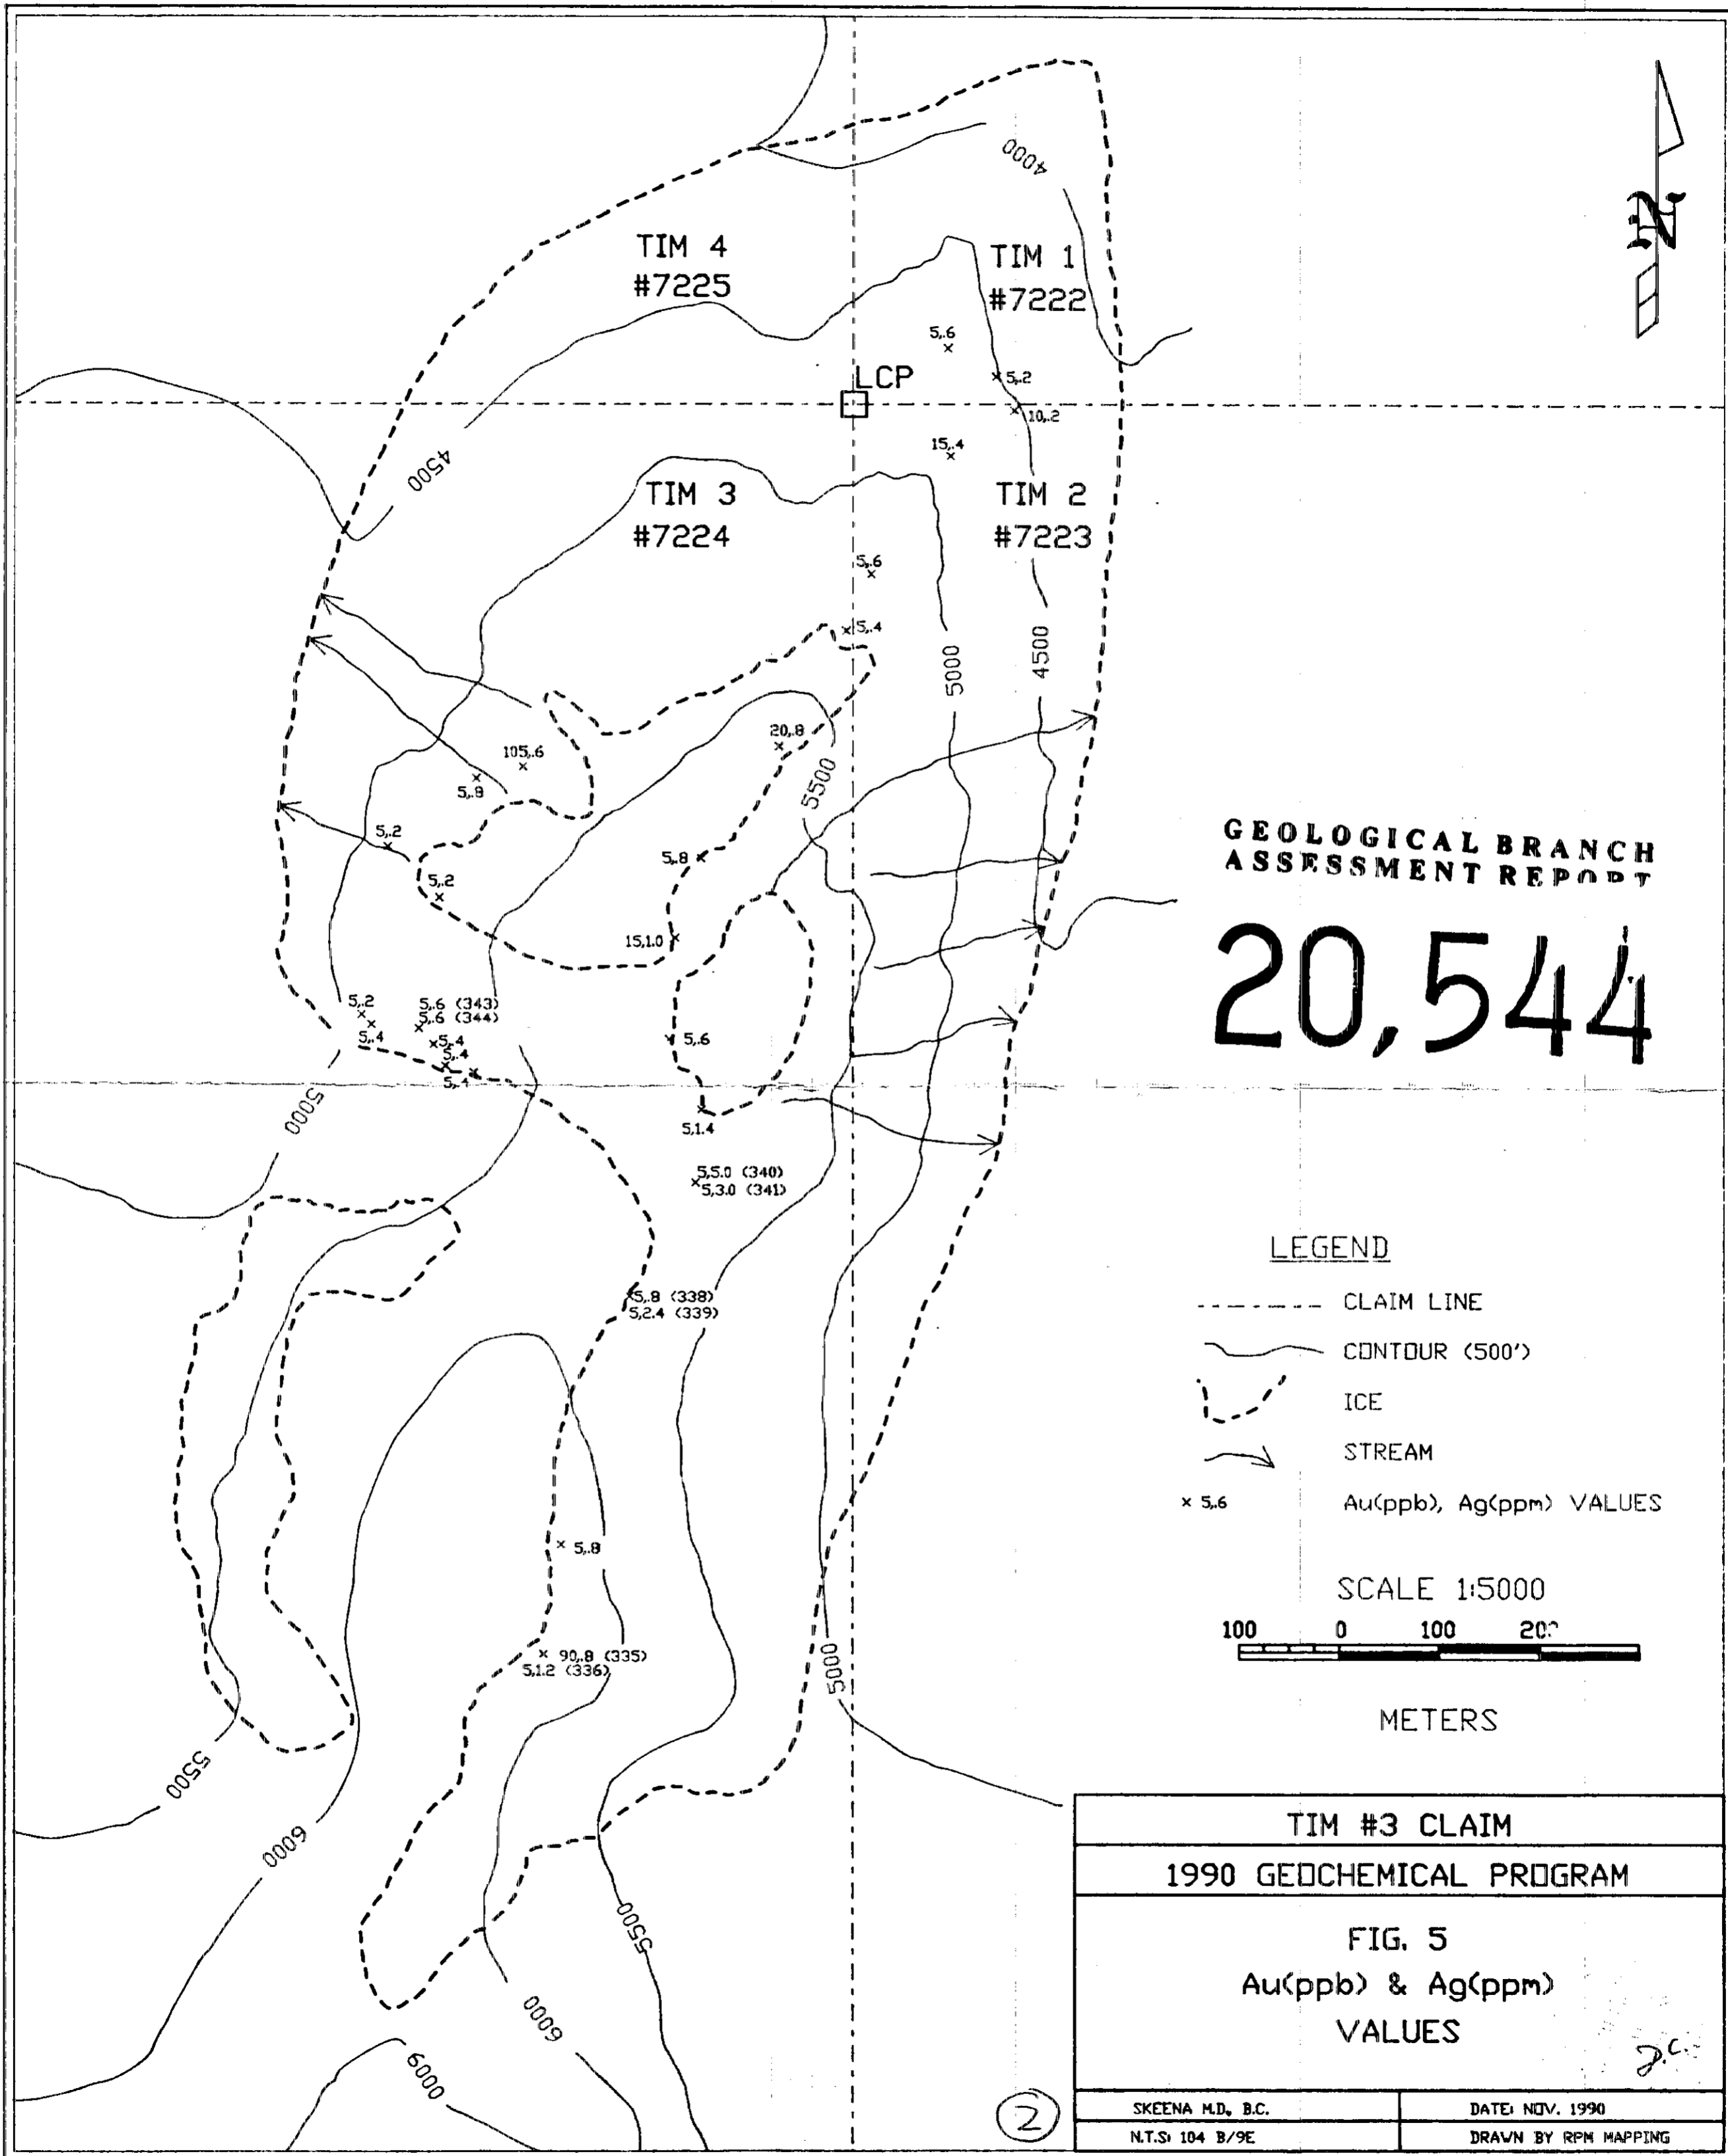 4000
N
TIM 4
#7225
TIM 1
#7222
5,.6
5,.2
LCP
10,.2
15,.4
4500
TIM 3
#7224
TIM 2
#7223
5,.6
5,.4
5000
4500
20,.8
105,.6
5,.8
5500
5,.2
5,.8
5,.2
15,1.0
GEOLOGICAL BRANCH
ASSESSMENT REPORT
20,544
5,.2
5,.4
5,.6 (343)
5,.6 (344)
5,.4
5,.4
5,.4
5,.6
5000
5,1.4
5,5.0 (340)
5,3.0 (341)
5,.8 (338)
5,2.4 (339)
LEGEND
CLAIM LINE
CONTOUR (500')
ICE
STREAM
× 5,.6 Au(ppb), Ag(ppm) VALUES
5,.8
SCALE 1:5000
100 0 100
METERS
90,.8 (335)
5,1.2 (336)
5000
5500
6000
5500
6000
6000
TIM #3 CLAIM
1990 GEOCHEMICAL PROGRAM
FIG. 5
Au(ppb) & Ag(ppm)
VALUES
J.C.
2
SKEENA M.D., B.C.
DATE: NOV. 1990
N.T.S: 104 B/9E
DRAWN BY RPM MAPPING